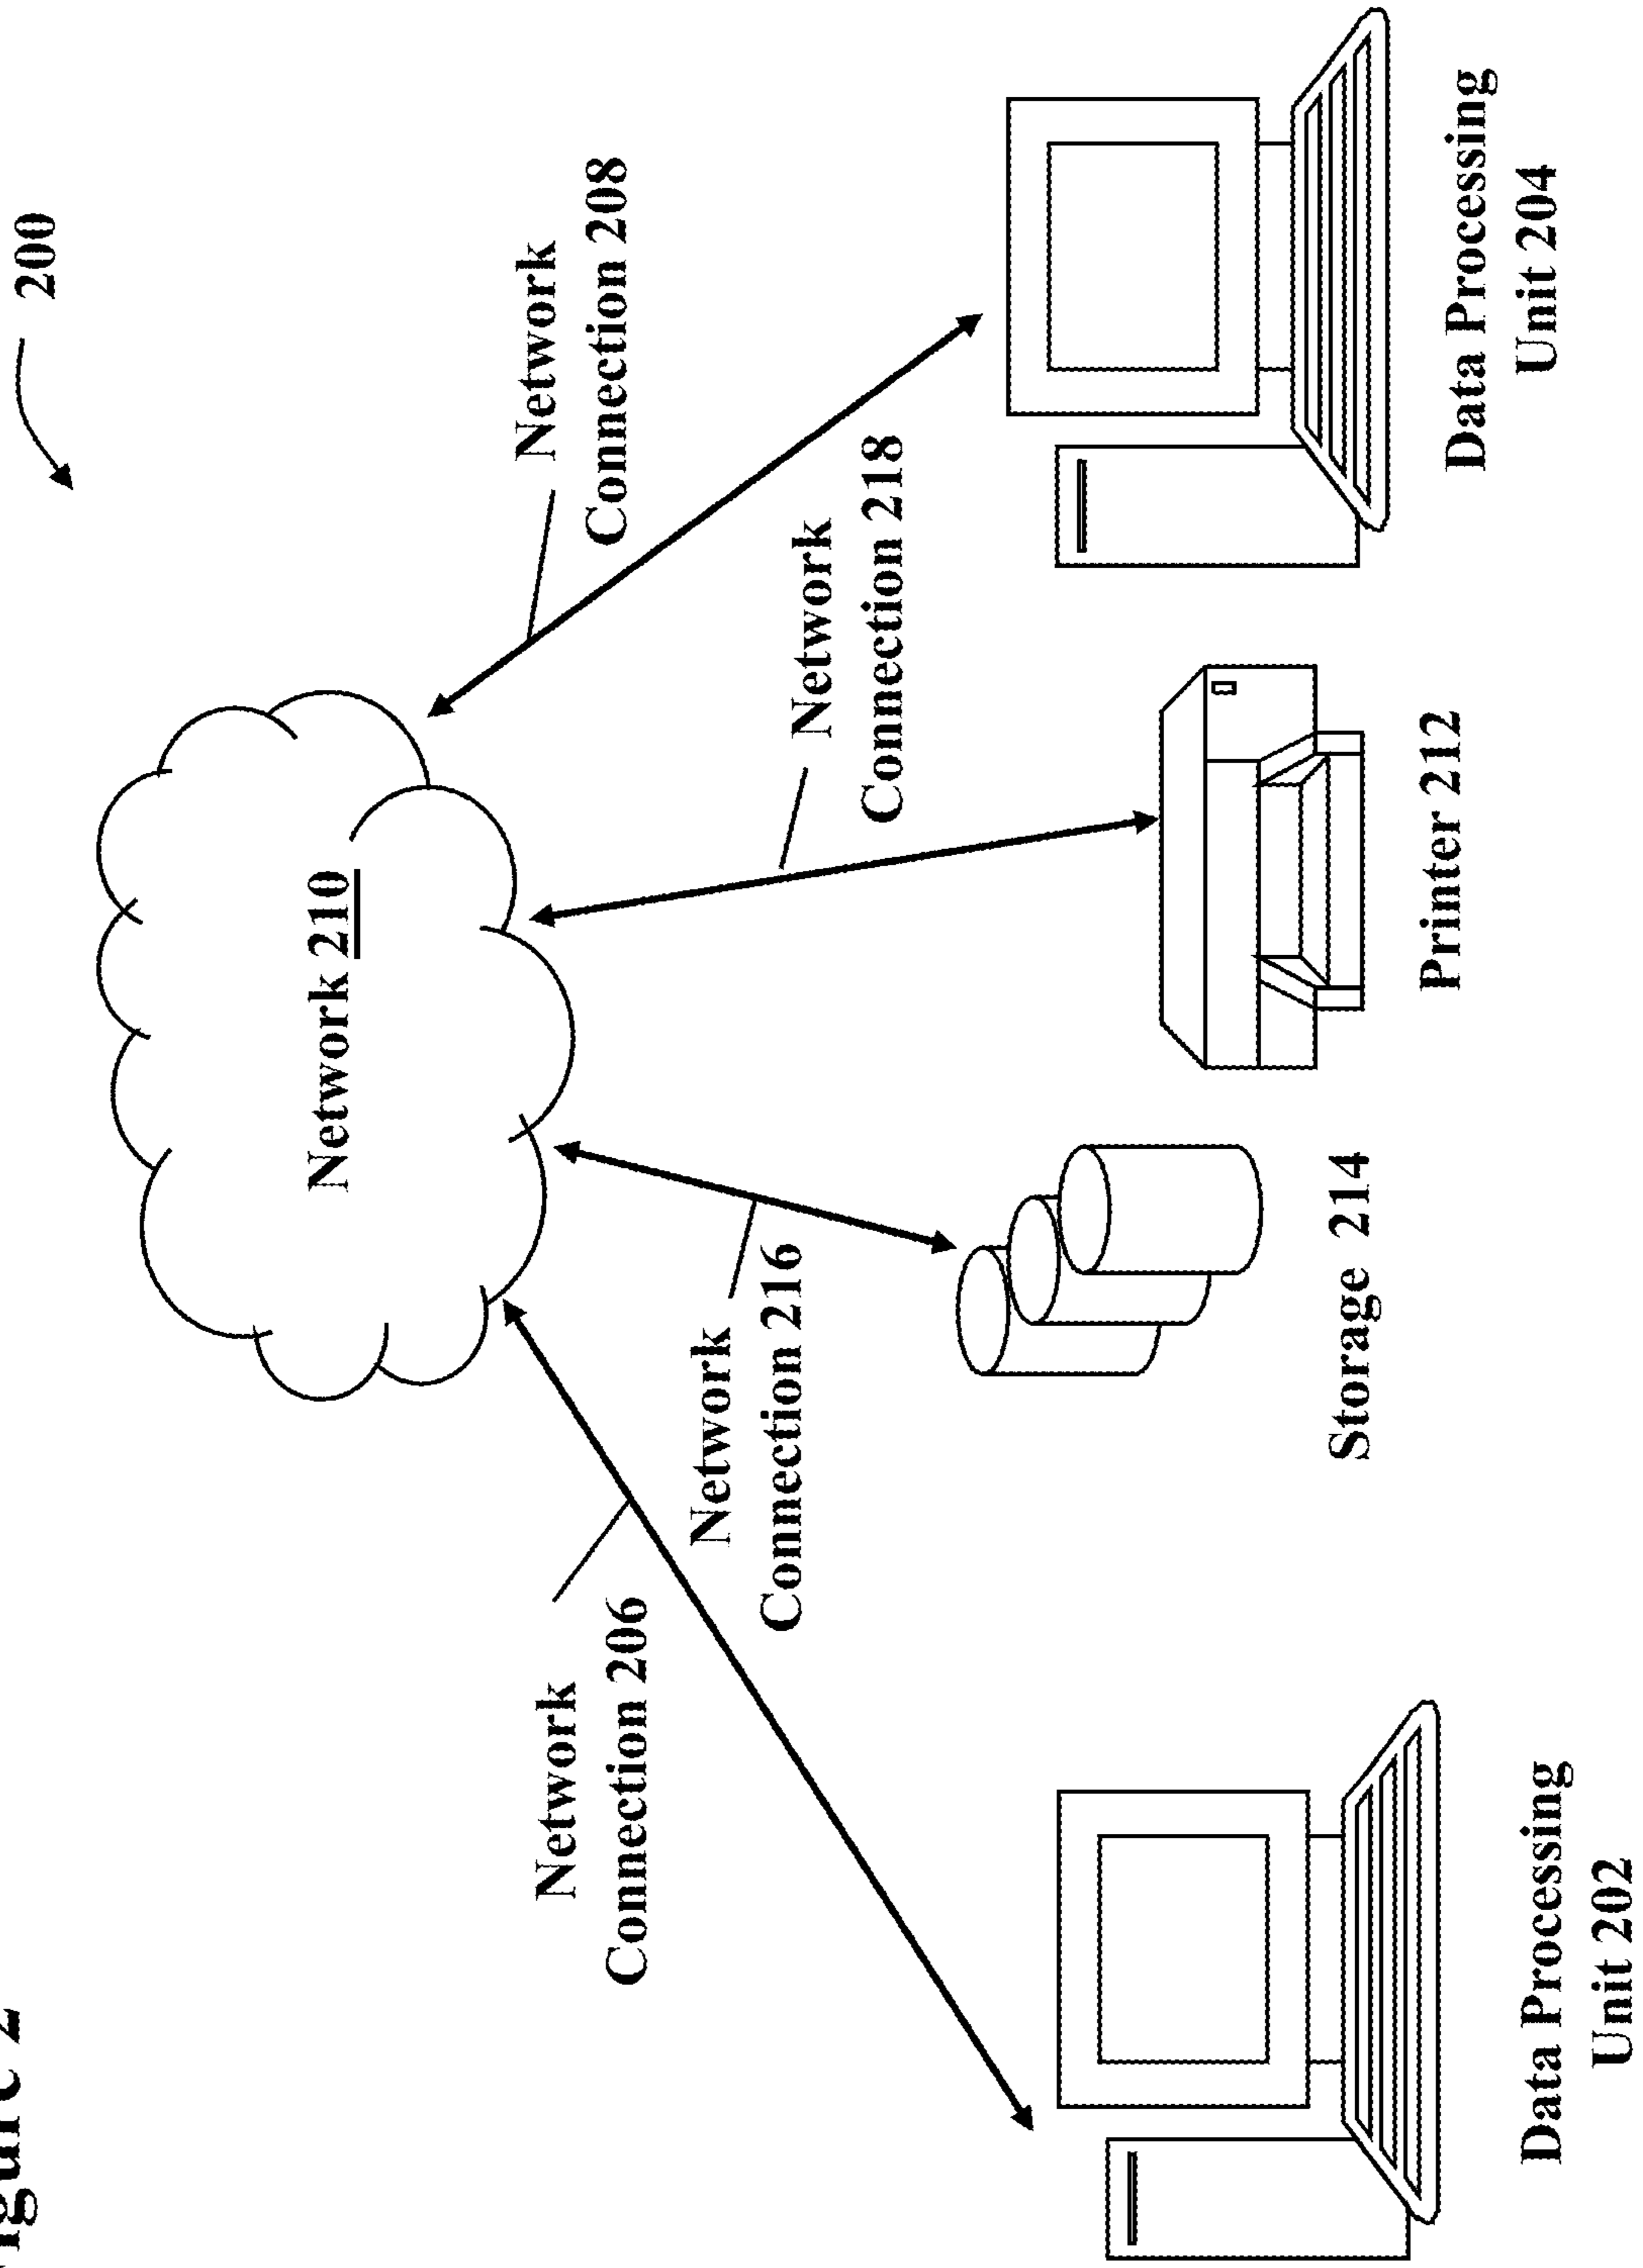 Figure 2
200
Network 210
Network
Connection 208
Network
Connection 206
Network
Connection 216
Network
Connection 218
Data Processing
Unit 202
Storage 214
Printer 212
Data Processing
Unit 204